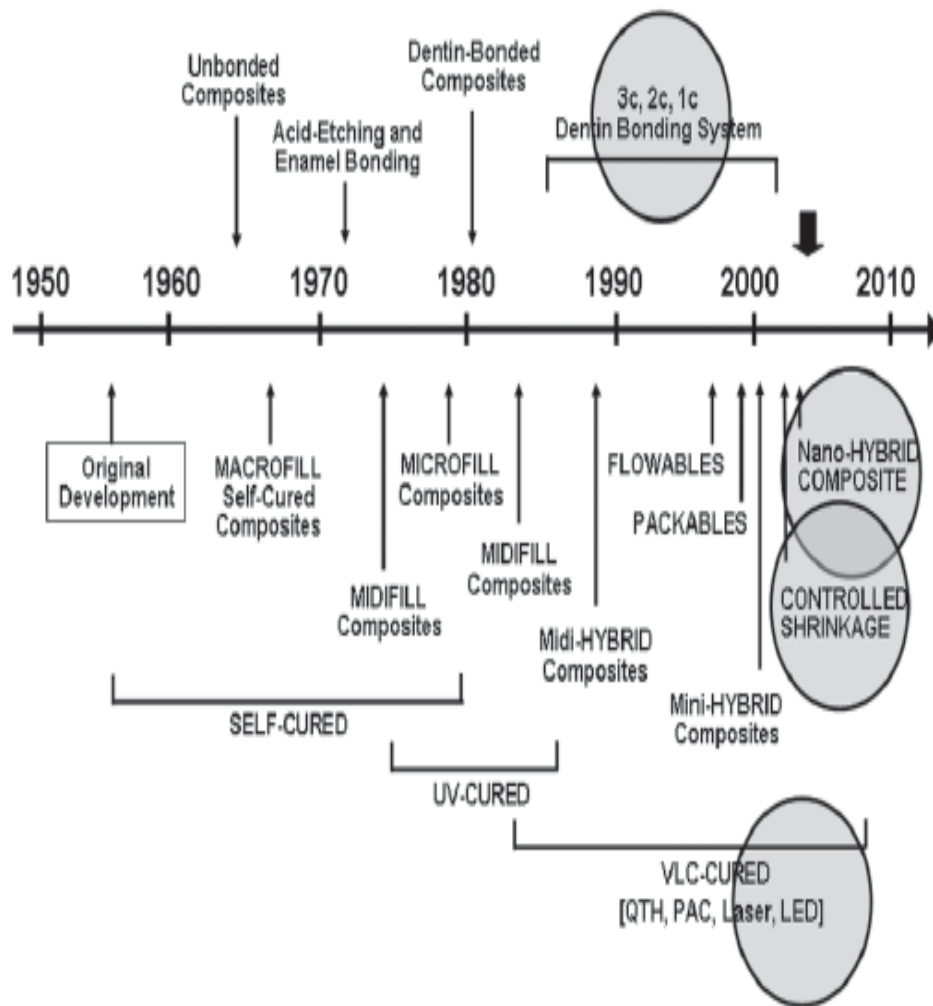 Unbonded
Composites
Acid-Etching and
Enamel Bonding
Dentin-Bonded
Composites
3c, 2c, 1c
Dentin Bonding System
1950 1960 1970 1980 1990 2000 2010
Original
Development
MACROFILL
Self-Cured
Composites
MIDIFILL
Composites
MICROFILL
Composites
MIDIFILL
Composites
Midi-HYBRID
Composites
FLOWABLES
PACKABLES
Mini-HYBRID
Composites
Nano-HYBRID
COMPOSITE
CONTROLLED
SHRINKAGE
SELF-CURED
UV-CURED
VLC-CURED
[QTH, PAC, Laser, LED]